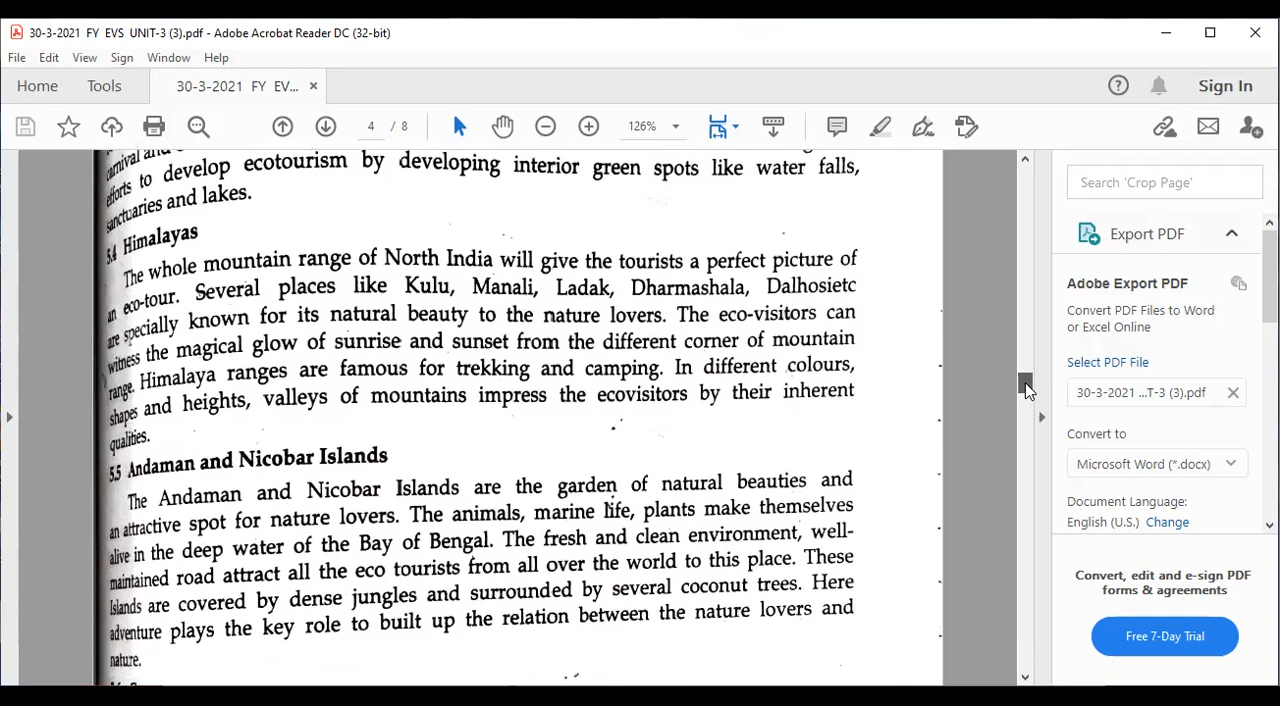 30-3-2021 FY EVS UNIT-3 (3).pdf - Adobe Acrobat Reader DC (32-bit)
File Edit View Sign Window Help
Home Tools 30-3-2021 FY EV... × Sign In
4 / 8 126%
carnival and
efforts to develop ecotourism by developing interior green spots like water falls,
sanctuaries and lakes.
5.4 Himalayas
The whole mountain range of North India will give the tourists a perfect picture of
an eco-tour. Several places like Kulu, Manali, Ladak, Dharmashala, Dalhosietc
are specially known for its natural beauty to the nature lovers. The eco-visitors can
witness the magical glow of sunrise and sunset from the different corner of mountain
range. Himalaya ranges are famous for trekking and camping. In different colours,
shapes and heights, valleys of mountains impress the ecovisitors by their inherent
qualities.
5.5 Andaman and Nicobar Islands
The Andaman and Nicobar Islands are the garden of natural beauties and
an attractive spot for nature lovers. The animals, marine life, plants make themselves
alive in the deep water of the Bay of Bengal. The fresh and clean environment, well-
maintained road attract all the eco tourists from all over the world to this place. These
Islands are covered by dense jungles and surrounded by several coconut trees. Here
adventure plays the key role to built up the relation between the nature lovers and
nature.
Search 'Crop Page'
Export PDF
Adobe Export PDF
Convert PDF Files to Word
or Excel Online
Select PDF File
30-3-2021 ...T-3 (3).pdf
Convert to
Microsoft Word (*.docx)
Document Language:
English (U.S.) Change
Convert, edit and e-sign PDF
forms & agreements
Free 7-Day Trial